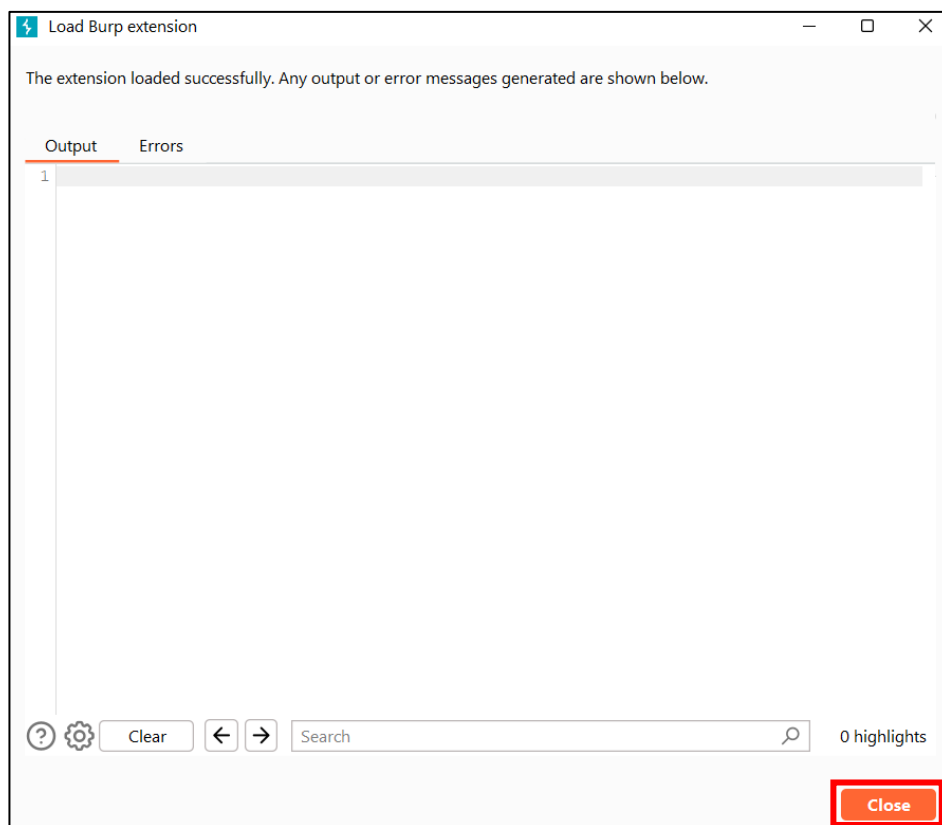 Load Burp extension
The extension loaded successfully. Any output or error messages generated are shown below.
Output Errors
1
Clear Search 0 highlights
Close